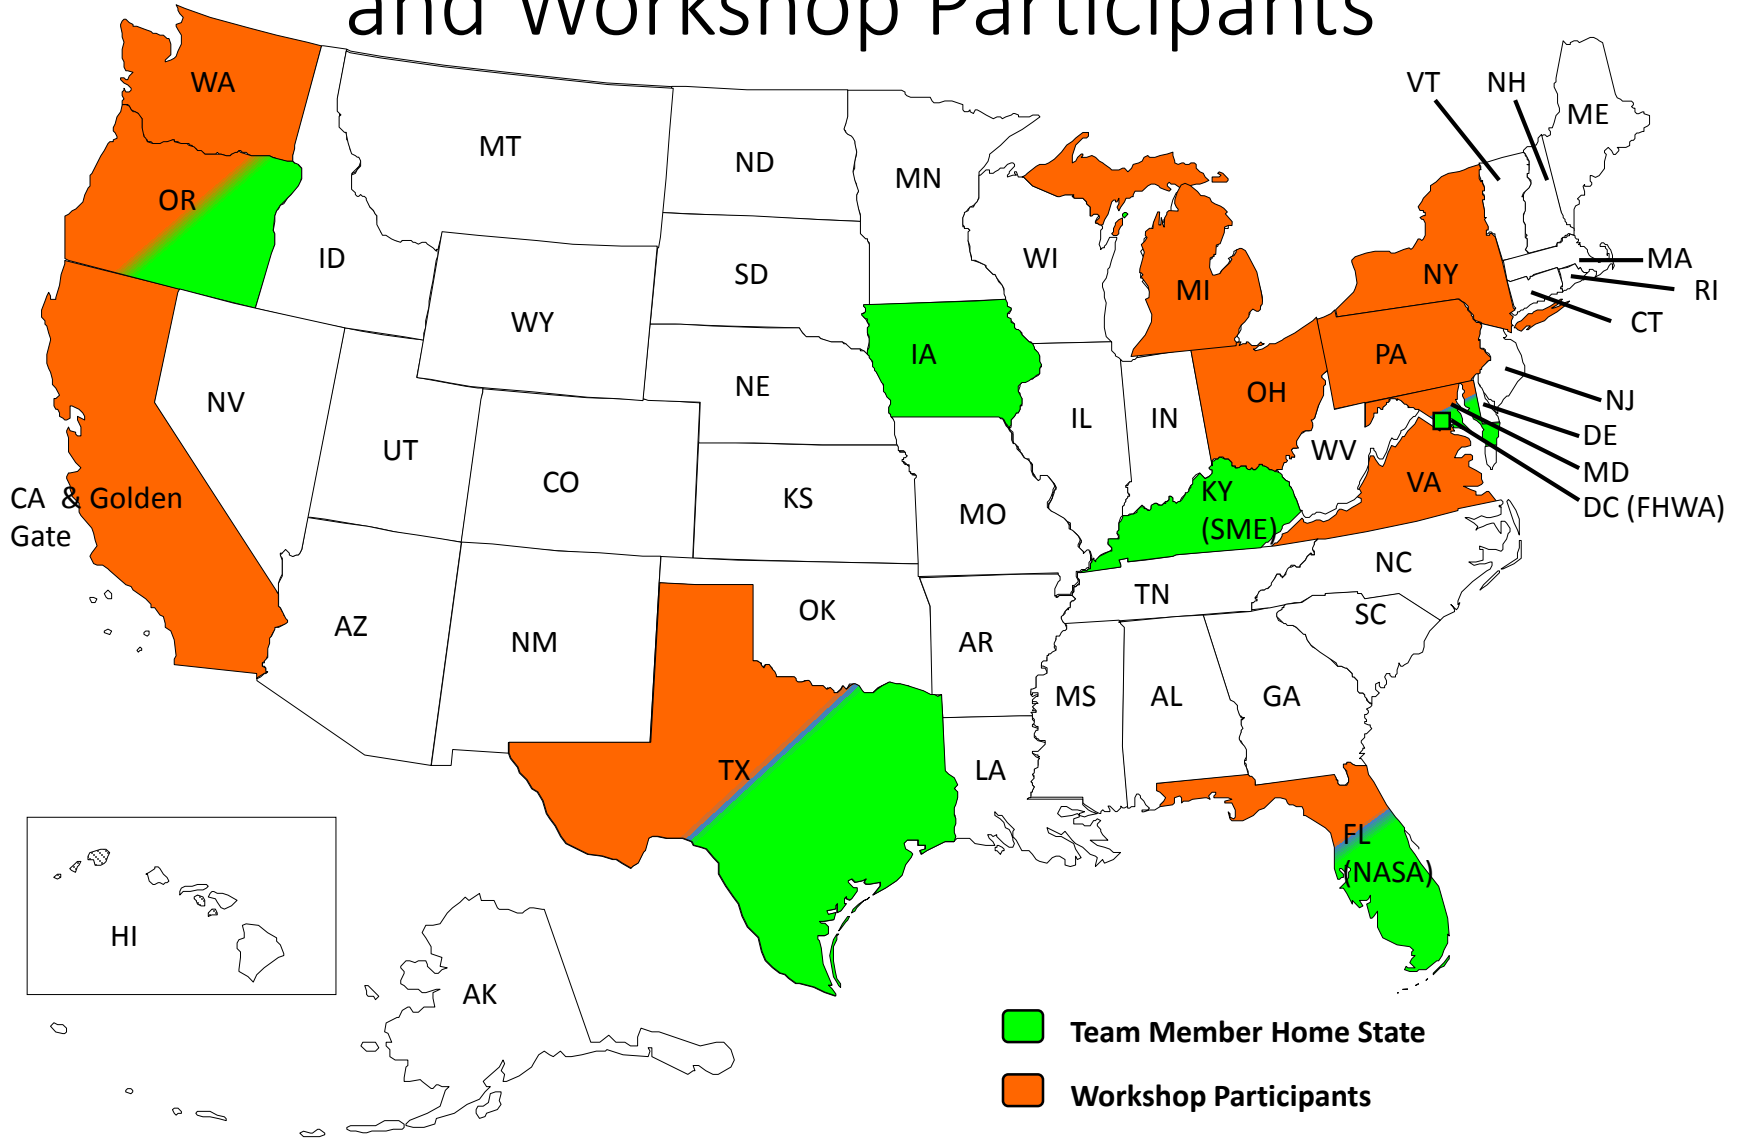 and Workshop Participants
WA
MT
ND
MN
VT
NH
ME
OR
ID
SD
WI
MI
NY
MA
RI
CT
WY
IA
PA
NV
NE
IL
IN
OH
NJ
DE
UT
CO
KS
MO
WV
MD
VA
DC (FHWA)
CA & Golden
Gate
KY
(SME)
AZ
NM
OK
AR
TN
NC
SC
TX
LA
MS
AL
GA
FL
(NASA)
HI
AK
Team Member Home State
Workshop Participants